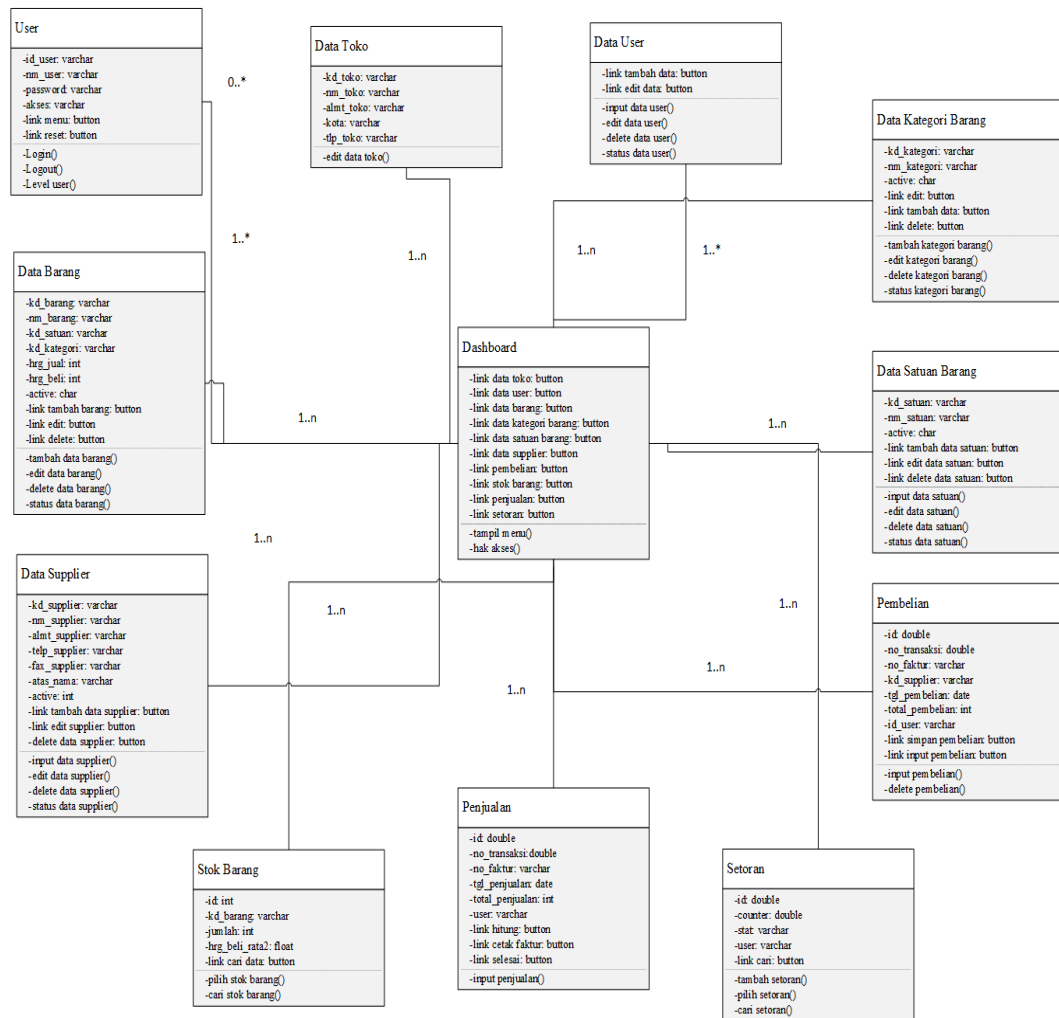 User
-id_user: varchar
-nm_user: varchar
-password: varchar
-akses: varchar
-link menu: button
-link reset: button
-Login()
-Logout()
-Level user()
0..*
Data Toko
-kd_toko: varchar
-nm_toko: varchar
-almt_toko: varchar
-kota: varchar
-tlp_toko: varchar
-edit data toko()
Data User
-link tambah data: button
-link edit data: button
-input data user()
-edit data user()
-delete data user()
-status data user()
Data Kategori Barang
-kd_kategori: varchar
-nm_kategori: varchar
-active: char
-link edit: button
-link tambah data: button
-link delete: button
-tambah kategori barang()
-edit kategori barang()
-delete kategori barang()
-status kategori barang()
1..*
1..n
1..n
1..*
Data Barang
-kd_barang: varchar
-nm_barang: varchar
-kd_satuan: varchar
-kd_kategori: varchar
-hrg_jual: int
-hrg_beli: int
-active: char
-link tambah barang: button
-link edit: button
-link delete: button
-tambah data barang()
-edit data barang()
-delete data barang()
-status data barang()
1..n
Dashboard
-link data toko: button
-link data user: button
-link data barang: button
-link data kategori barang: button
-link data satuan barang: button
-link data supplier: button
-link pembelian: button
-link stok barang: button
-link penjualan: button
-link setoran: button
-tampil menu()
-hak akses()
1..n
Data Satuan Barang
-kd_satuan: varchar
-nm_satuan: varchar
-active: char
-link tambah data satuan: button
-link edit data satuan: button
-link delete data satuan: button
-input data satuan()
-edit data satuan()
-delete data satuan()
-status data satuan()
1..n
Data Supplier
-kd_supplier: varchar
-nm_supplier: varchar
-almt_supplier: varchar
-telp_supplier: varchar
-fax_supplier: varchar
-atas_nama: varchar
-active: int
-link tambah data supplier: button
-link edit supplier: button
-delete data supplier: button
-input data supplier()
-edit data supplier()
-delete data supplier()
-status data supplier()
1..n
1..n
1..n
1..n
Pembelian
-id: double
-no_transaksi: double
-no_faktur: varchar
-kd_supplier: varchar
-tgl_pembelian: date
-total_pembelian: int
-id_user: varchar
-link simpan pembelian: button
-link input pembelian: button
-input pembelian()
-delete pembelian()
Stok Barang
-id: int
-kd_barang: varchar
-jumlah: int
-hrg_beli_rata2: float
-link cari data: button
-pilih stok barang()
-cari stok barang()
Penjualan
-id: double
-no_transaksi:double
-no_faktur: varchar
-tgl_penjualan: date
-total_penjualan: int
-user: varchar
-link hitung: button
-link cetak faktur: button
-link selesai: button
-input penjualan()
Setoran
-id: double
-counter: double
-stat: varchar
-user: varchar
-link cari: button
-tambah setoran()
-pilih setoran()
-cari setoran()